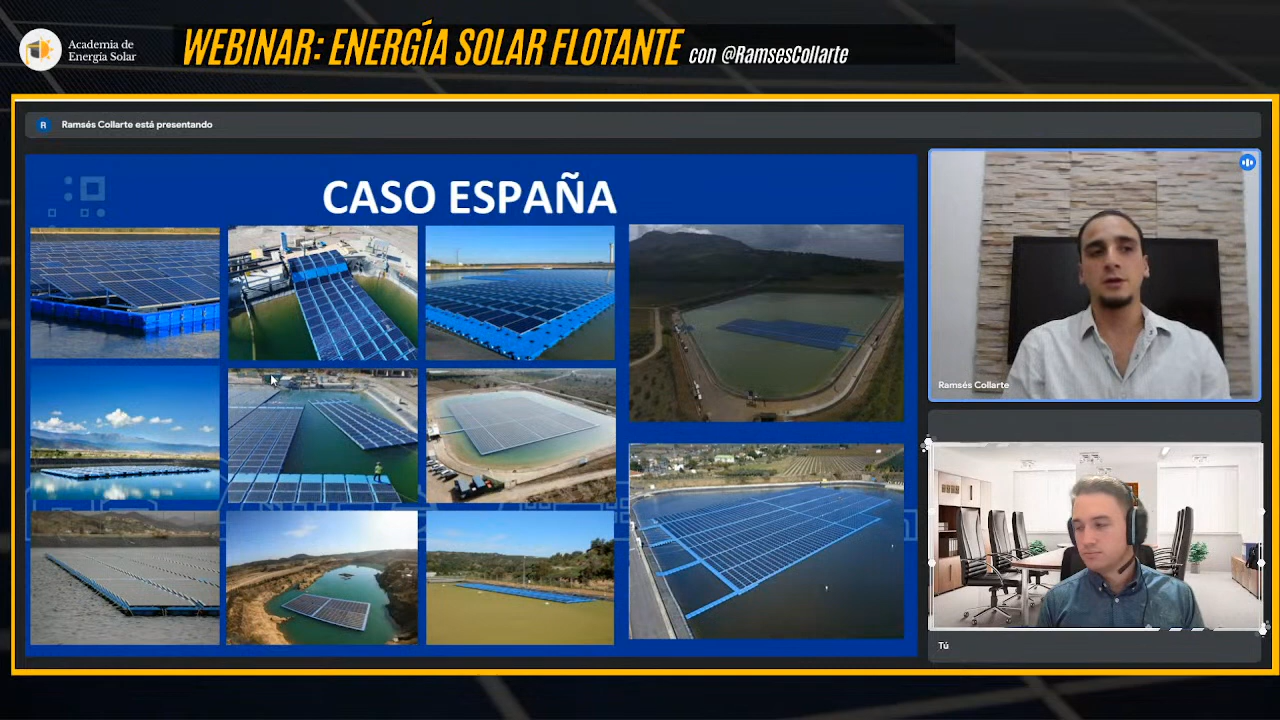 Academia de
Energía Solar
WEBINAR: ENERGÍA SOLAR FLOTANTE con @RamsesCollarte
R Ramsés Collarte está presentando
CASO ESPAÑA
Ramsés Collarte
Tú